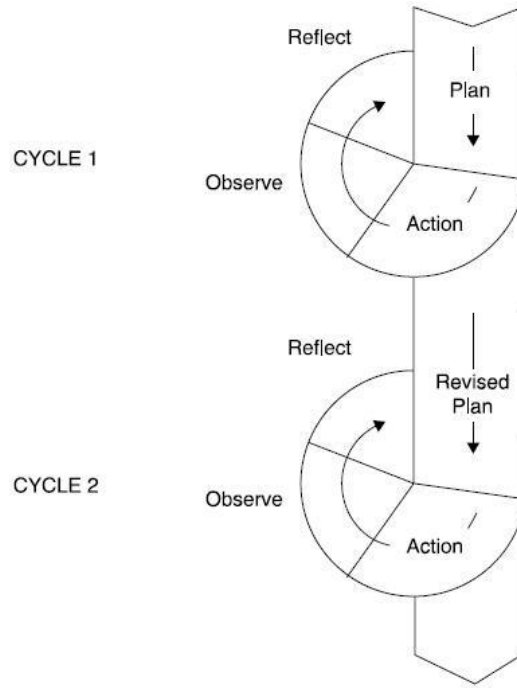 Reflect
Plan
CYCLE 1
Observe
Action
Reflect
Revised
Plan
CYCLE 2
Observe
Action